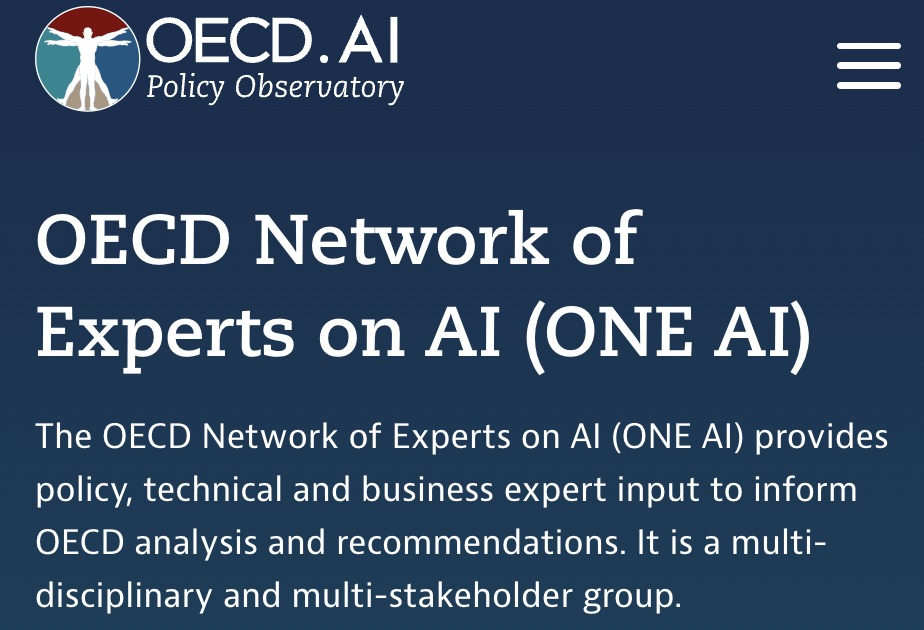 OECD.AI
Policy Observatory
OECD Network of
Experts on AI (ONE AI)
The OECD Network of Experts on AI (ONE AI) provides
policy, technical and business expert input to inform
OECD analysis and recommendations. It is a multi-
disciplinary and multi-stakeholder group.